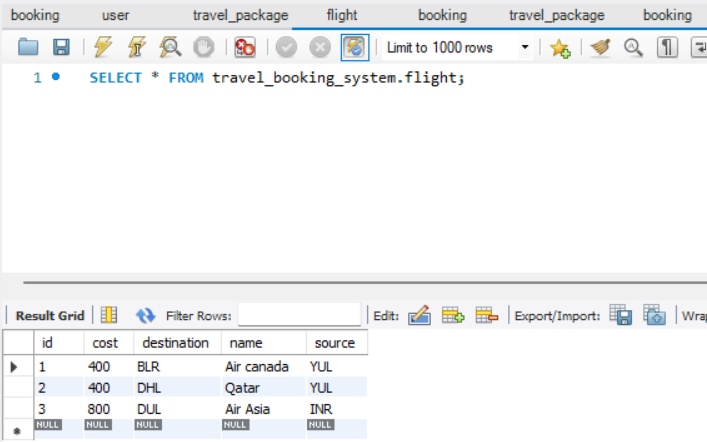 booking user travel_package flight booking travel_package booking
Limit to 1000 rows
1 SELECT * FROM travel_booking_system.flight;
Result Grid Filter Rows: Edit: Export/Import: Wrap
id cost destination name source
1 400 BLR Air canada YUL
2 400 DHL Qatar YUL
3 800 DUL Air Asia INR
NULL NULL NULL NULL NULL